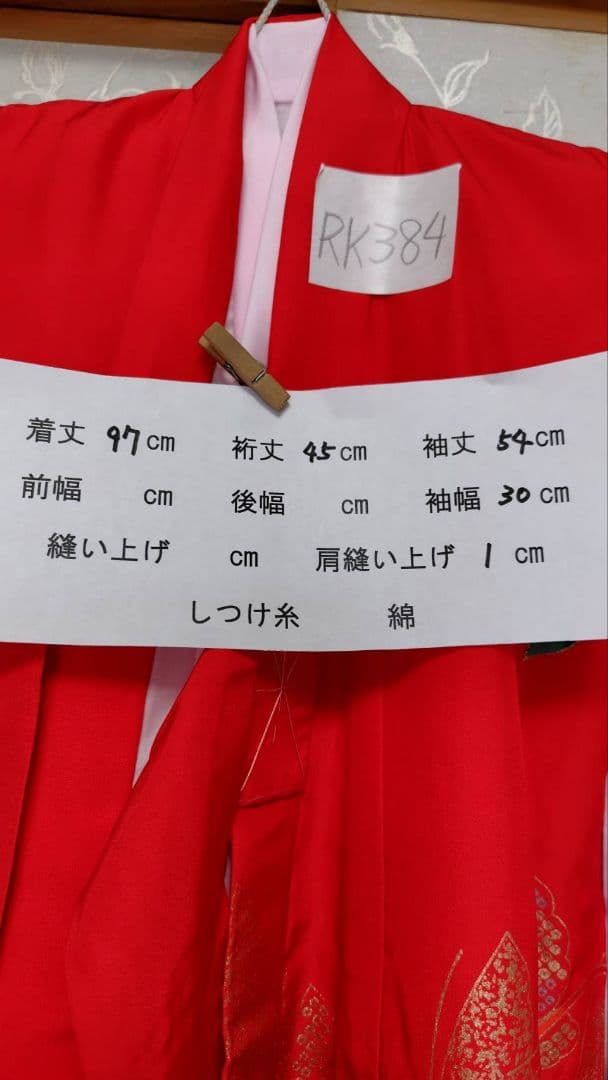 RK384
着丈 97cm 裄丈 45cm 袖丈 54cm
前幅 cm 後幅 cm 袖幅 30cm
縫い上げ cm 肩縫い上げ 1 cm
しつけ糸 綿